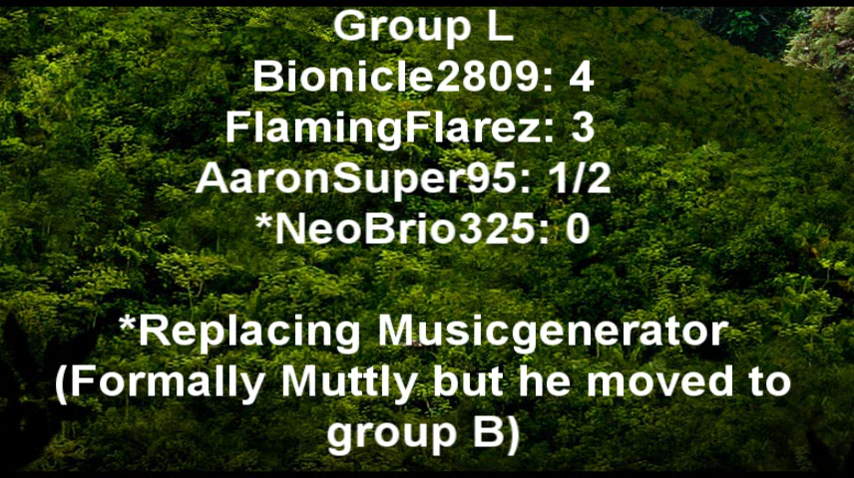 Group L
Bionicle2809: 4
FlamingFlarez: 3
AaronSuper95: 1/2
*NeoBrio325: 0
*Replacing Musicgenerator
(Formally Muttly but he moved to
group B)